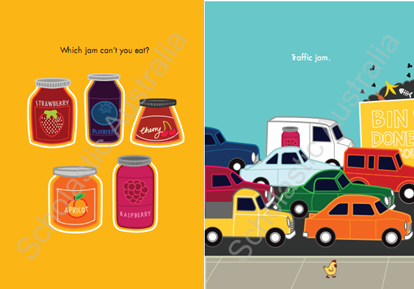 Which jam can't you eat?
STRAWBERRY
BLUEBERRY
cherry
APRICOT
RASPBERRY
Traffic jam.
BIN
DONE
Scholastic Australia
Scholastic Australia